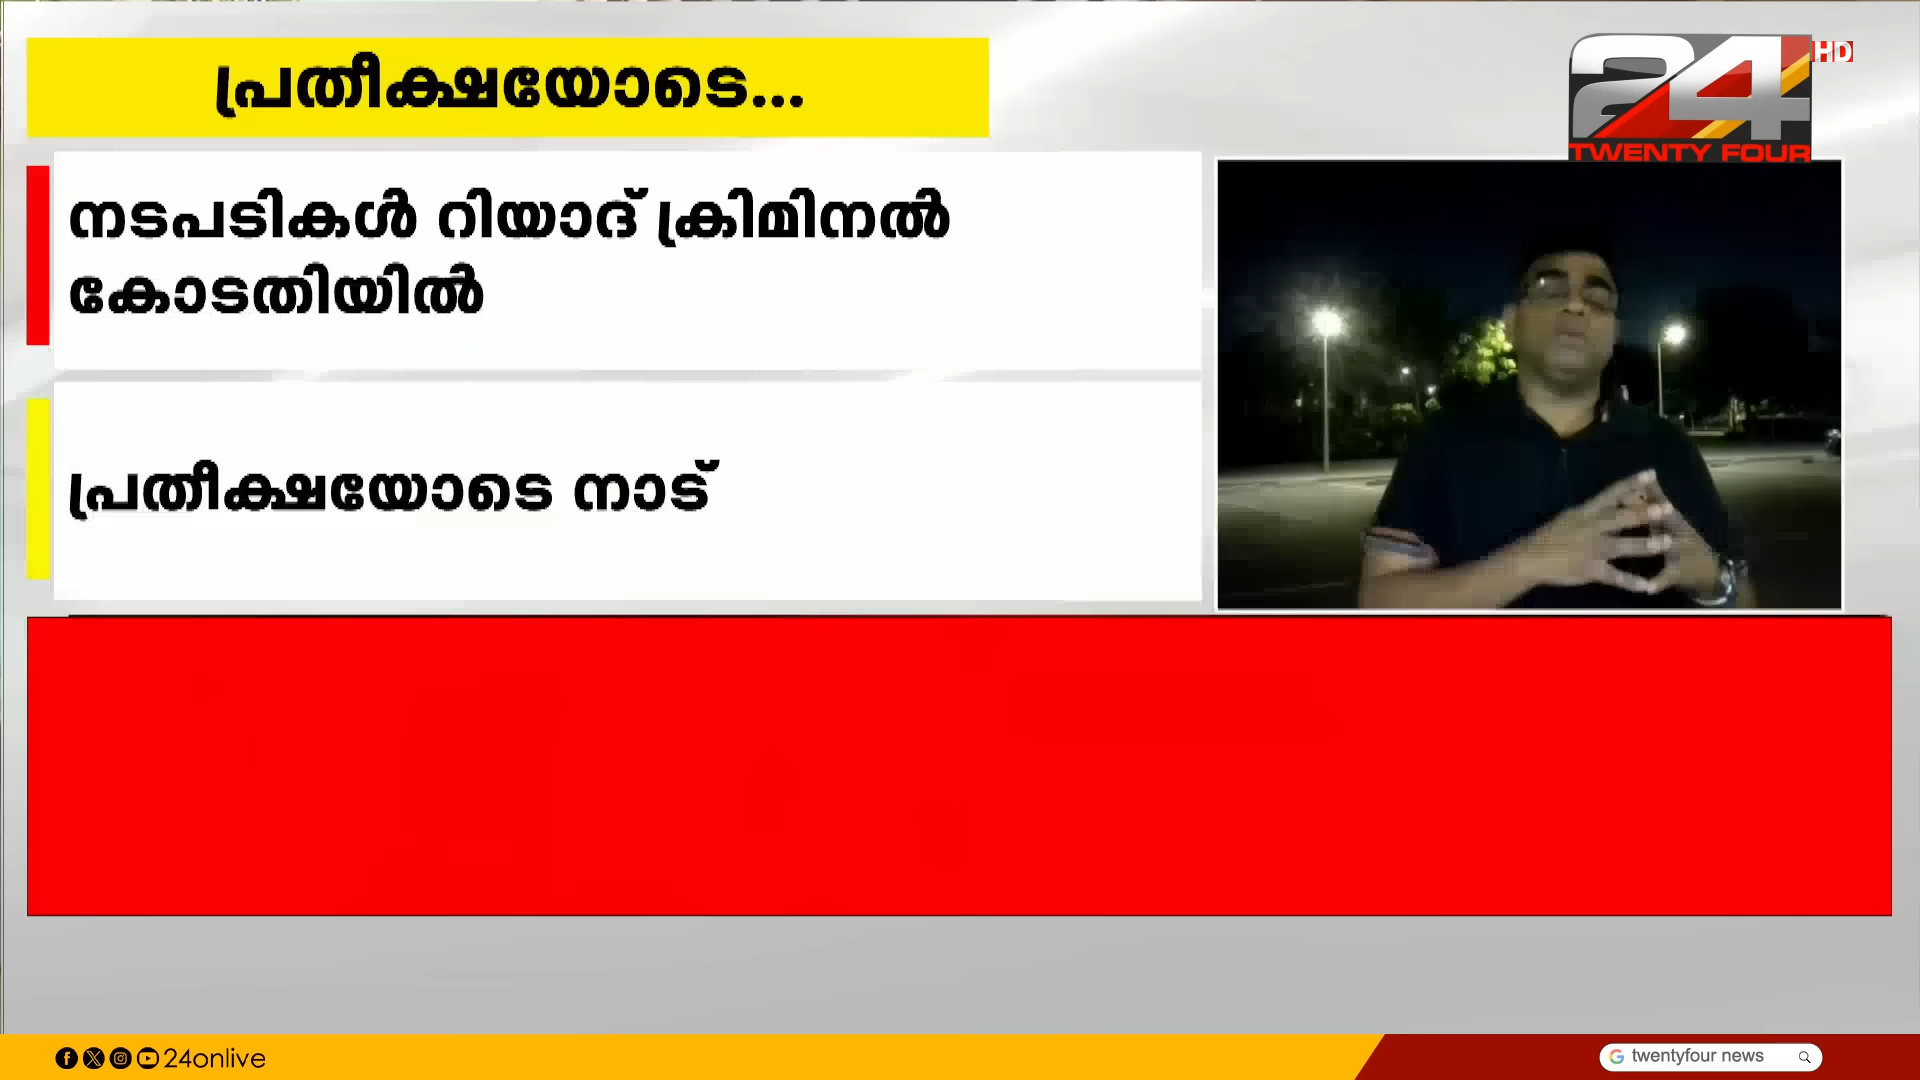 പ്രതീക്ഷയോടെ...
24
HD
TWENTY FOUR
നടപടികൾ റിയാദ് ക്രിമിനൽ
കോടതിയിൽ
പ്രതീക്ഷയോടെ നാട്
24onlive
twentyfour news